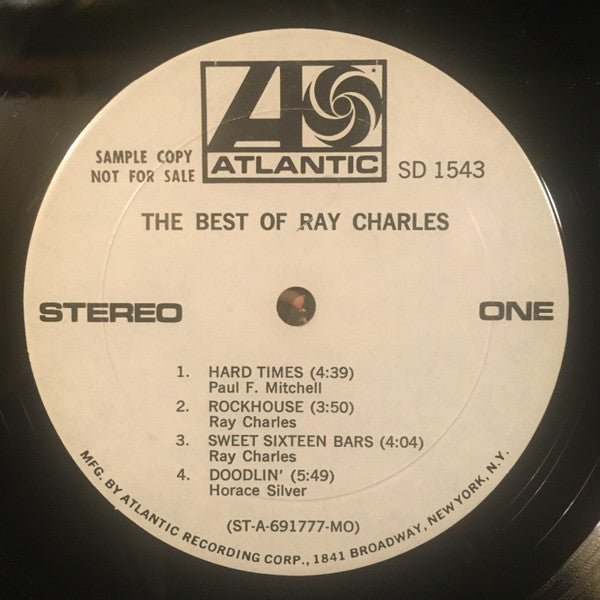 SAMPLE COPY
NOT FOR SALE
ATLANTIC
SD 1543
THE BEST OF RAY CHARLES
STEREO
ONE
1. HARD TIMES (4:39)
Paul F. Mitchell
2. ROCKHOUSE (3:50)
Ray Charles
3. SWEET SIXTEEN BARS (4:04)
Ray Charles
4. DOODLIN' (5:49)
Horace Silver
(ST-A-691777-MO)
MFG. BY ATLANTIC RECORDING CORP., 1841 BROADWAY, NEW YORK, N.Y.